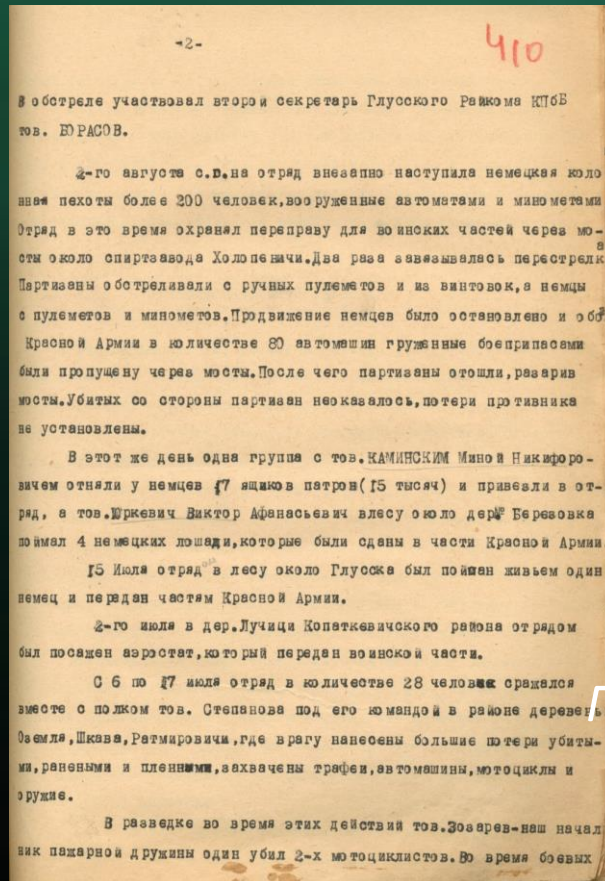 -2-
410
В обстреле участвовал второй секретарь Глусского Райкома КПбБ
тов. БОРАСОВ.
2-го августа с.г.на отряд внезапно наступила немецкая коло
нная пехоты более 200 человек,вооруженные автоматами и минометами
Отряд в это время охранял переправу для воинских частей через мо-
сты около спиртзавода Холопеничи.Два раза завязывалась перестрелка
Партизаны обстреливали с ручных пулеметов и из винтовок,а немцы
с пулеметов и минометов.Продвижение немцев было остановлено и обо
Красной Армии в количестве 80 автомашин груженные боеприпасами
были пропущену через мосты.После чего партизаны отошли,разарив
мосты.Убитых со стороны партизан неоказалось,потери противника
не установлены.
В этот же день одна группа с тов.КАМИНСКИМ Миной Никифоро-
вичем отняли у немцев 17 ящиков патрон(15 тысяч) и привезли в от-
ряд, а тов.Юркевич Виктор Афанасьевич влесу около дер Березовка
поймал 4 немецких лошади,которые были сданы в части Красной Армии
15 Июля отряд в лесу около Глусска был пойман живьем один
немец и передан частям Красной Армии.
2-го июля в дер.Лучици Копаткевичского района отрядом
был посажен аэростат,который передан воинской части.
С 6 по 17 июля отряд в количестве 28 человек сражался
вместе с полком тов. Степанова под его командой в районе деревень
Оземля,Шкава,Ратмировичи,где врагу нанесены большие потери убиты-
ми,ранеными и пленными,захвачены трафеи,автомашины,мотоциклы и
оружие.
В разведке во время этих действий тов.Зозарев-наш начал
ник пажарной дружины один убил 2-х мотоциклистов.Во время боевых